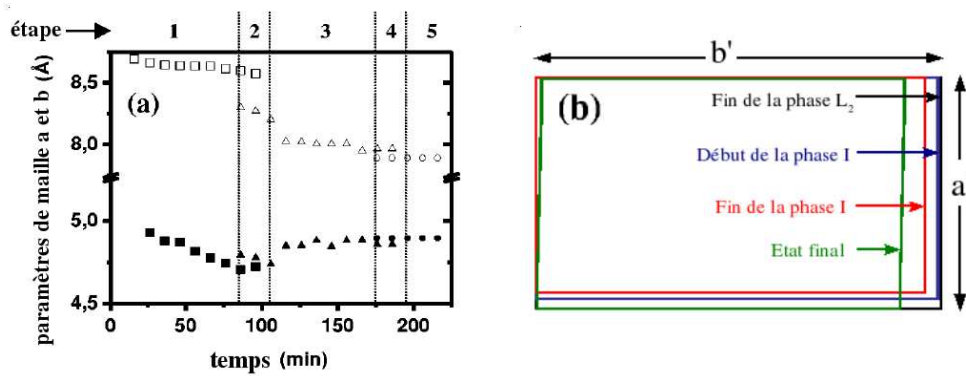 étape
1 2 3 4 5
paramètres de maille a et b (Å)
8,5
8,0
5,0
4,5
(a)
0 50 100 150 200
temps (min)
b'
(b)
Fin de la phase L2
Début de la phase I
Fin de la phase I
Etat final
a